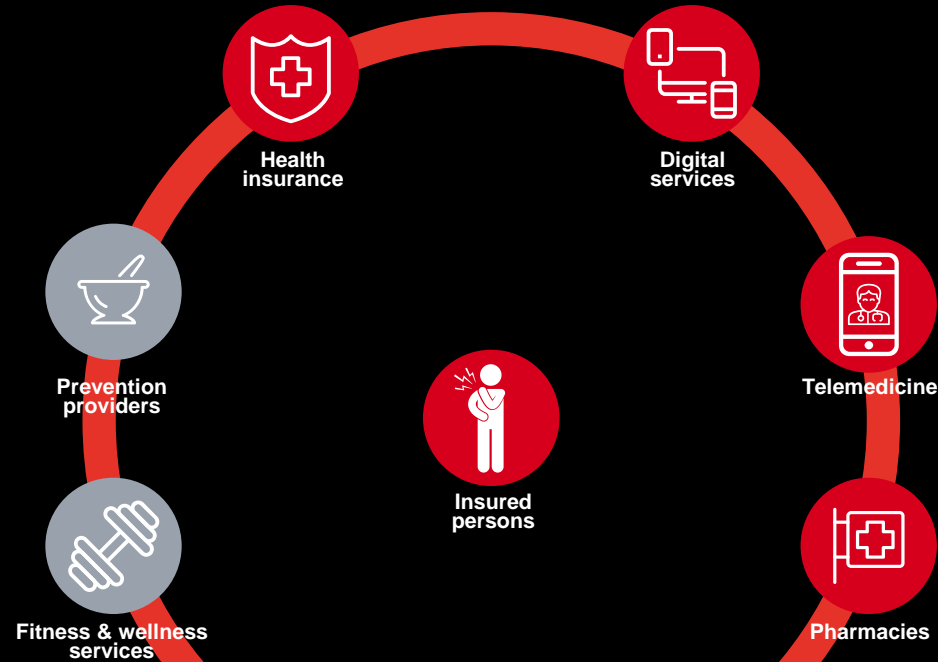 Health
insurance
Digital
services
Prevention
providers
Telemedicine
Insured
persons
Fitness & wellness
services
Pharmacies